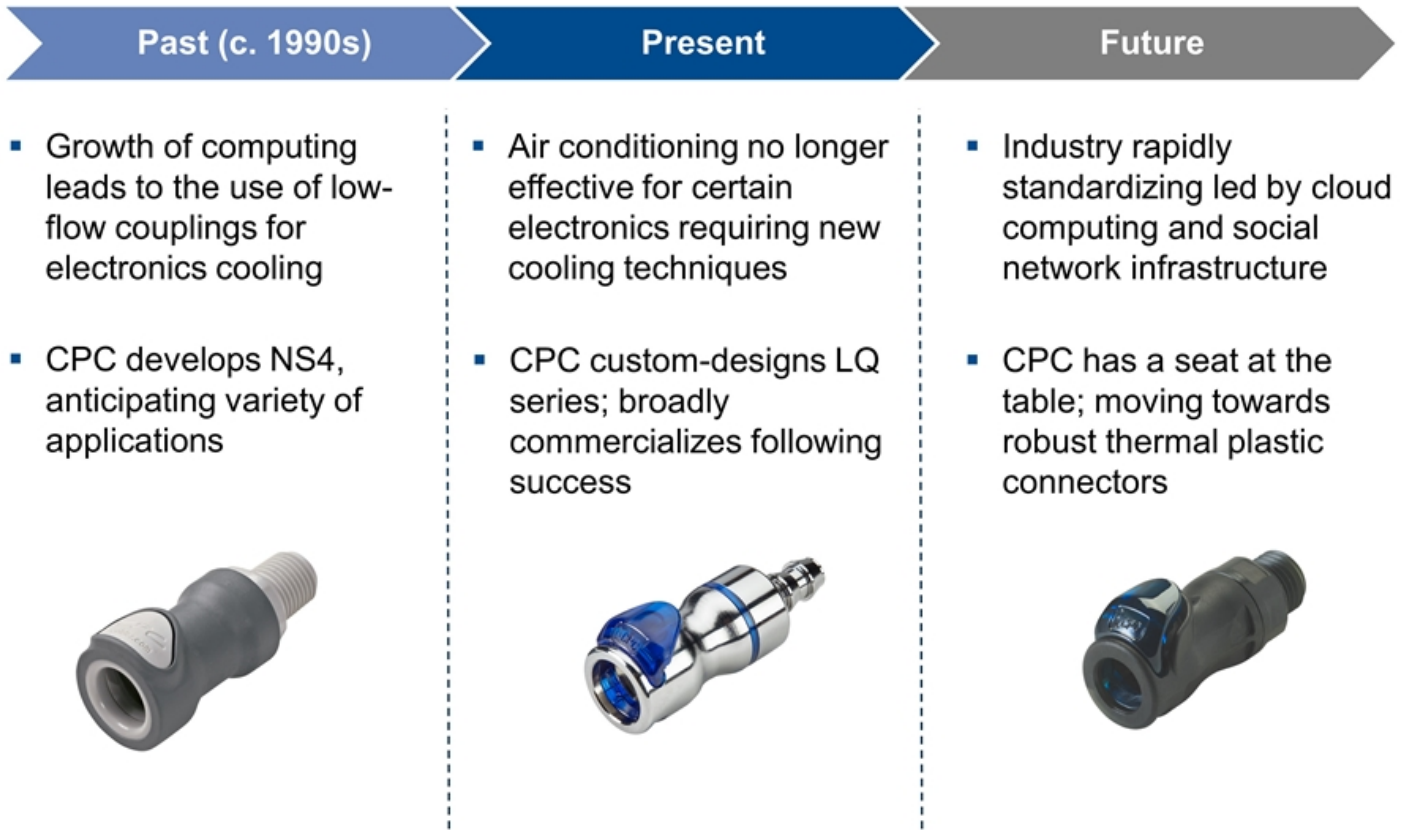 Past (c. 1990s)
Present
Future
▪ Growth of computing
leads to the use of low-
flow couplings for
electronics cooling
▪ CPC develops NS4,
anticipating variety of
applications
▪ Air conditioning no longer
effective for certain
electronics requiring new
cooling techniques
▪ CPC custom-designs LQ
series; broadly
commercializes following
success
▪ Industry rapidly
standardizing led by cloud
computing and social
network infrastructure
▪ CPC has a seat at the
table; moving towards
robust thermal plastic
connectors